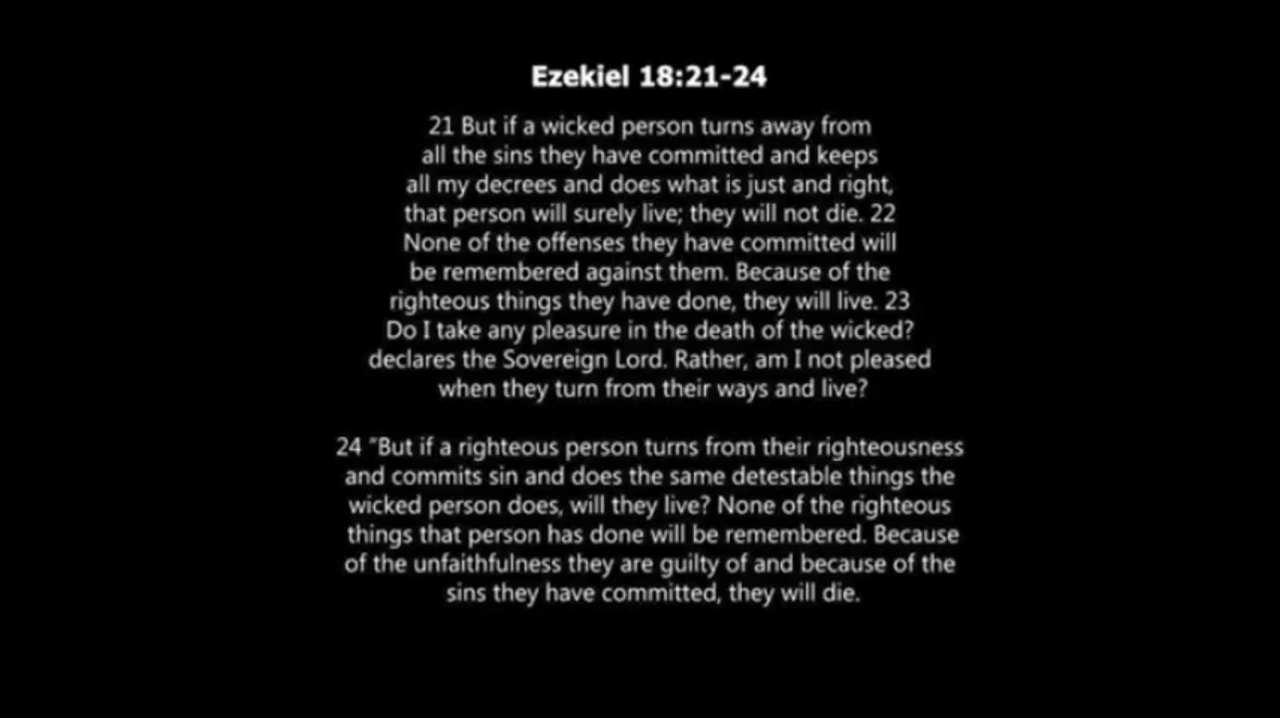 Ezekiel 18:21-24
21 But if a wicked person turns away from
all the sins they have committed and keeps
all my decrees and does what is just and right,
that person will surely live; they will not die. 22
None of the offenses they have committed will
be remembered against them. Because of the
righteous things they have done, they will live. 23
Do I take any pleasure in the death of the wicked?
declares the Sovereign Lord. Rather, am I not pleased
when they turn from their ways and live?
24 "But if a righteous person turns from their righteousness
and commits sin and does the same detestable things the
wicked person does, will they live? None of the righteous
things that person has done will be remembered. Because
of the unfaithfulness they are guilty of and because of the
sins they have committed, they will die.